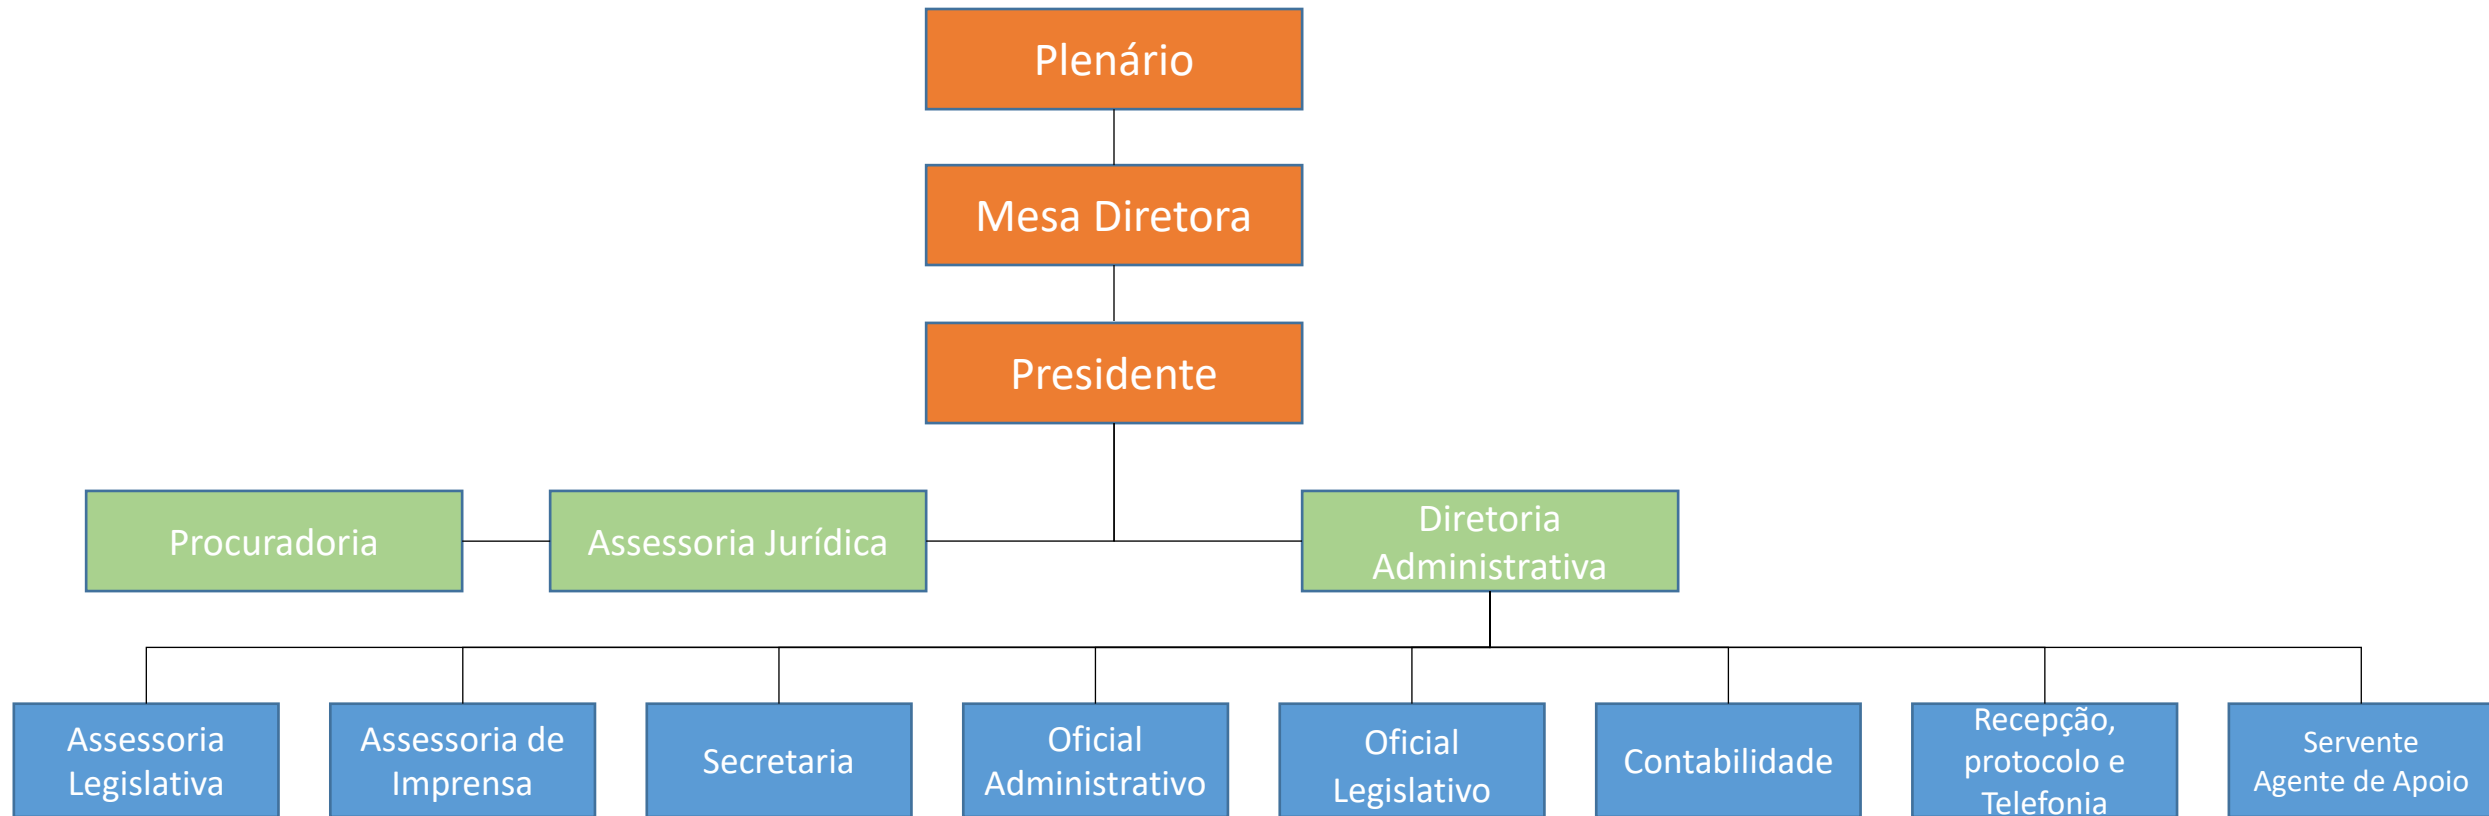 Plenário
Mesa Diretora
Presidente
Procuradoria
Assessoria Jurídica
Diretoria
Administrativa
Assessoria
Legislativa
Assessoria de
Imprensa
Secretaria
Oficial
Administrativo
Oficial
Legislativo
Contabilidade
Recepção,
protocolo e
Telefonia
Servente
Agente de Apoio